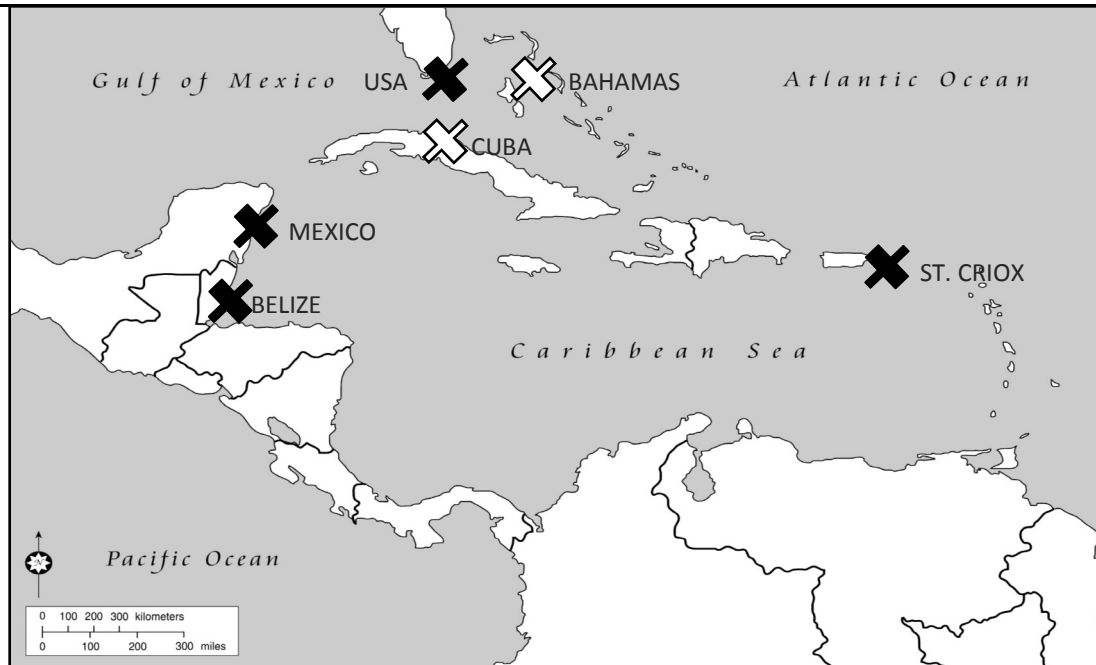 Gulf of Mexico
USA
BAHAMAS
Atlantic Ocean
CUBA
MEXICO
ST. CRIOX
BELIZE
Caribbean Sea
N
Pacific Ocean
0 100 200 300 kilometers
0 100 200 300 miles